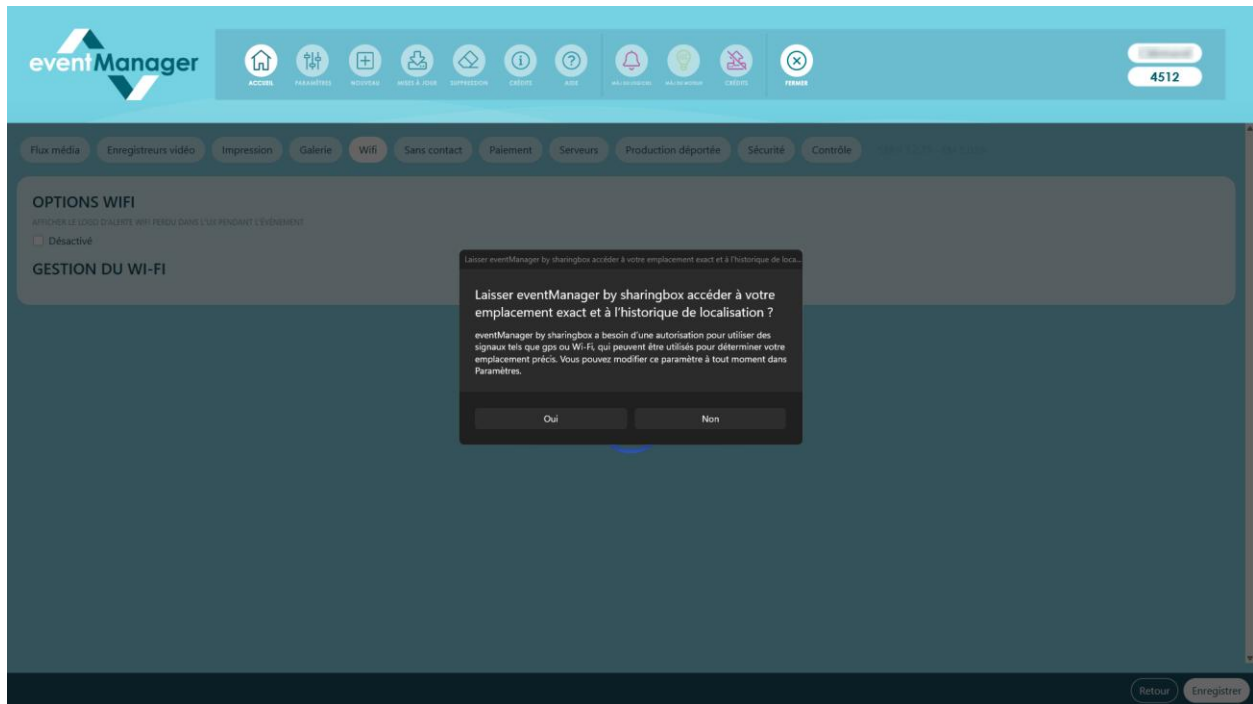 eventManager
ACCUEIL
PARAMÈTRES
NOUVEAU
MISES À JOUR
SUPPRESSION
CRÉDITS
AIDE
CRÉDITS
FERMER
4512
Flux média
Enregistreurs vidéo
Impression
Galerie
Wifi
Sans contact
Paiement
Serveurs
Production déportée
Sécurité
Contrôle
OPTIONS WIFI
AFFICHER LE LOGO D'ALERTE WIFI PERDU DANS L'UI PENDANT L'ÉVÉNEMENT
Désactivé
GESTION DU WI-FI
Laisser eventManager by sharingbox accéder à votre emplacement exact et à l'historique de loca...
Laisser eventManager by sharingbox accéder à votre
emplacement exact et à l'historique de localisation ?
eventManager by sharingbox a besoin d'une autorisation pour utiliser des
signaux tels que gps ou Wi-Fi, qui peuvent être utilisés pour déterminer votre
emplacement précis. Vous pouvez modifier ce paramètre à tout moment dans
Paramètres.
Oui
Non
Retour
Enregistrer